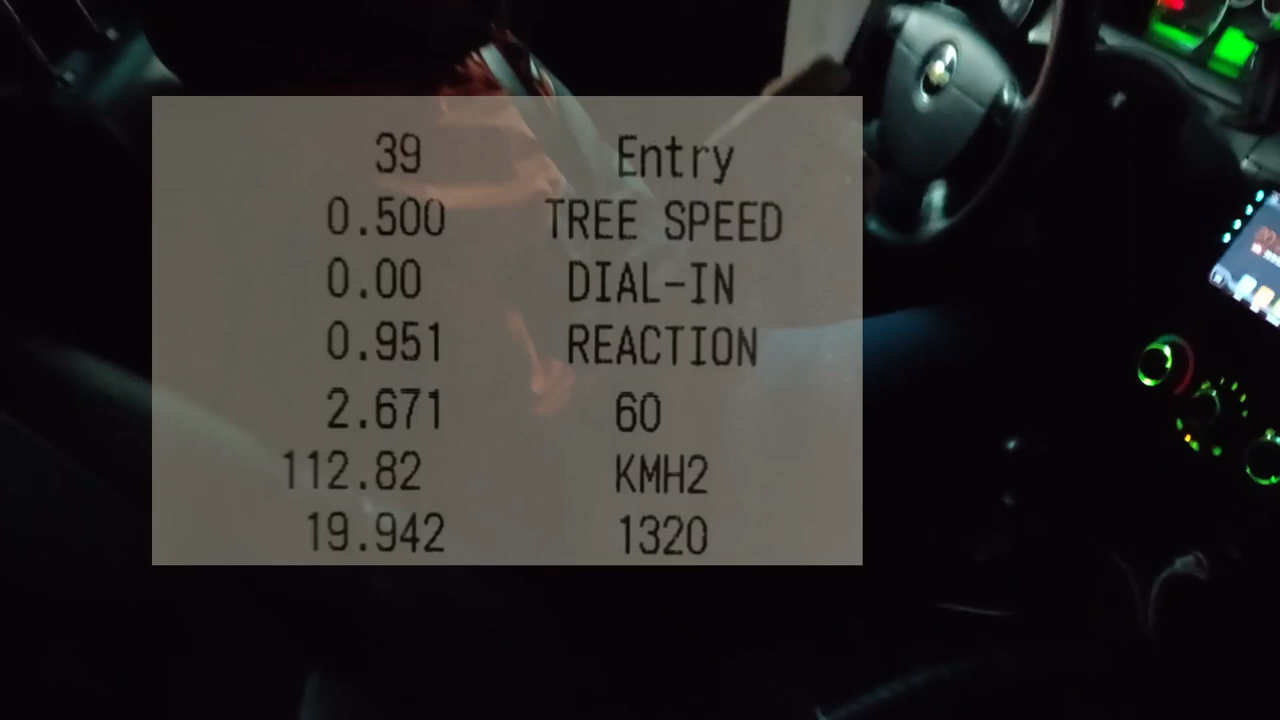 39 Entry
0.500 TREE SPEED
0.00 DIAL-IN
0.951 REACTION
2.671 60
112.82 KMH2
19.942 1320